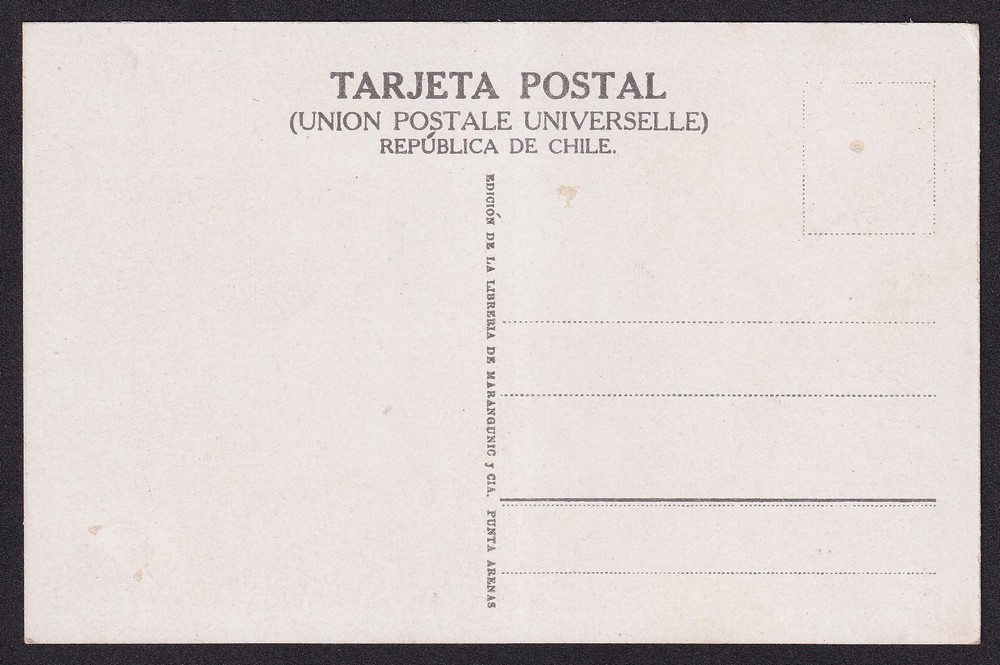 TARJETA POSTAL
(UNION POSTALE UNIVERSELLE)
REPÚBLICA DE CHILE.
EDICIÓN DE LA LIBRERIA DE MARANGUNIC y CIA. PUNTA ARENAS